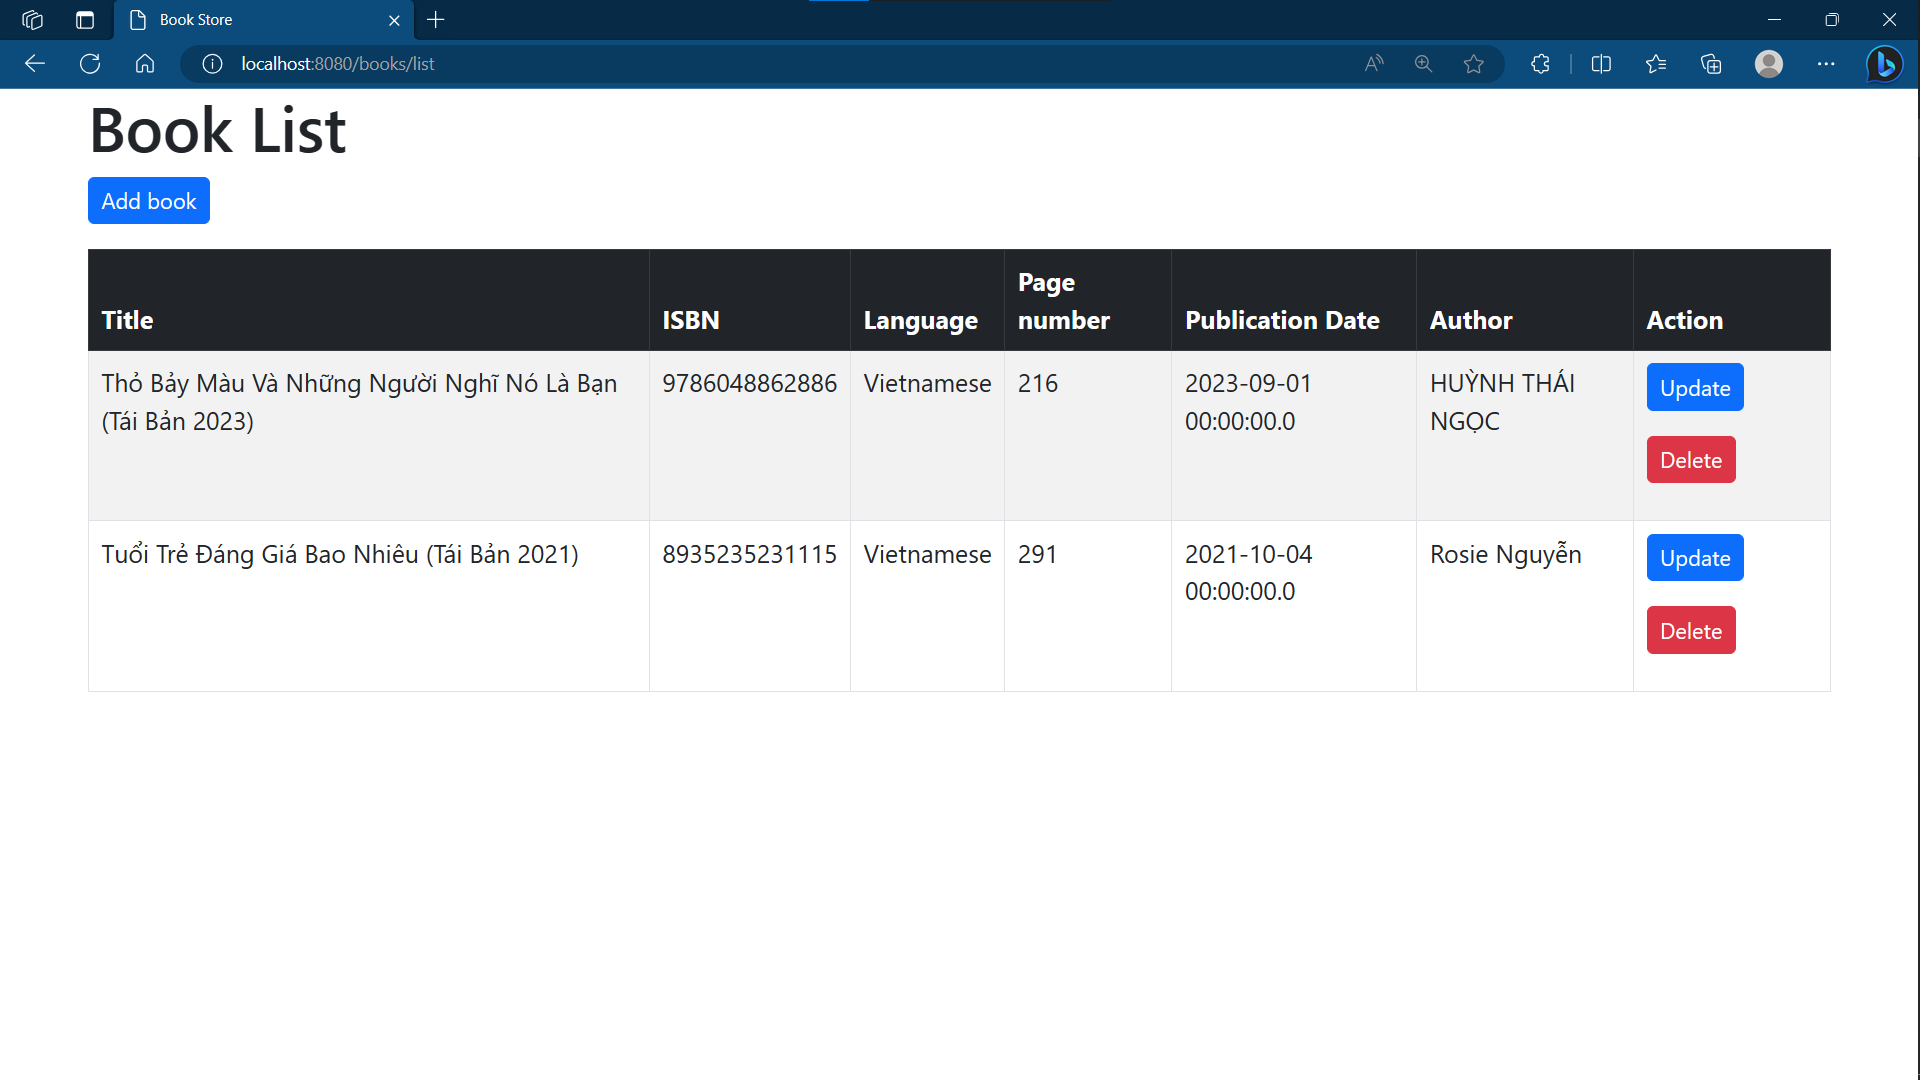 Book Store
localhost:8080/books/list
Book List
Add book
Title
ISBN
Language
Page
number
Publication Date
Author
Action
Thỏ Bảy Màu Và Những Người Nghĩ Nó Là Bạn
(Tái Bản 2023)
9786048862886
Vietnamese
216
2023-09-01
00:00:00.0
HUỲNH THÁI
NGỌC
Update
Delete
Tuổi Trẻ Đáng Giá Bao Nhiêu (Tái Bản 2021)
8935235231115
Vietnamese
291
2021-10-04
00:00:00.0
Rosie Nguyễn
Update
Delete